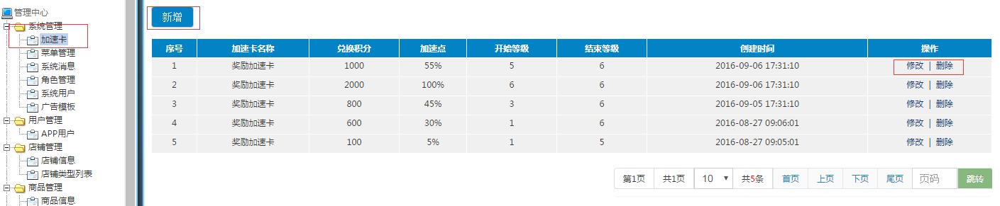 管理中心
系统管理
加速卡
菜单管理
系统消息
角色管理
系统用户
广告模板
用户管理
APP用户
店铺管理
店铺信息
店铺类型列表
商品管理
商品信息
新增
序号 加速卡名称 兑换积分 加速点 开始等级 结束等级 创建时间 操作
1 奖励加速卡 1000 55% 5 6 2016-09-06 17:31:10 修改 | 删除
2 奖励加速卡 2000 100% 6 6 2016-09-06 17:31:10 修改 | 删除
3 奖励加速卡 800 45% 3 6 2016-09-05 17:31:10 修改 | 删除
4 奖励加速卡 600 30% 1 6 2016-08-27 09:06:01 修改 | 删除
5 奖励加速卡 100 5% 1 5 2016-08-27 09:05:01 修改 | 删除
第1页 共1页 10 共5条 首页 上页 下页 尾页 页码 跳转